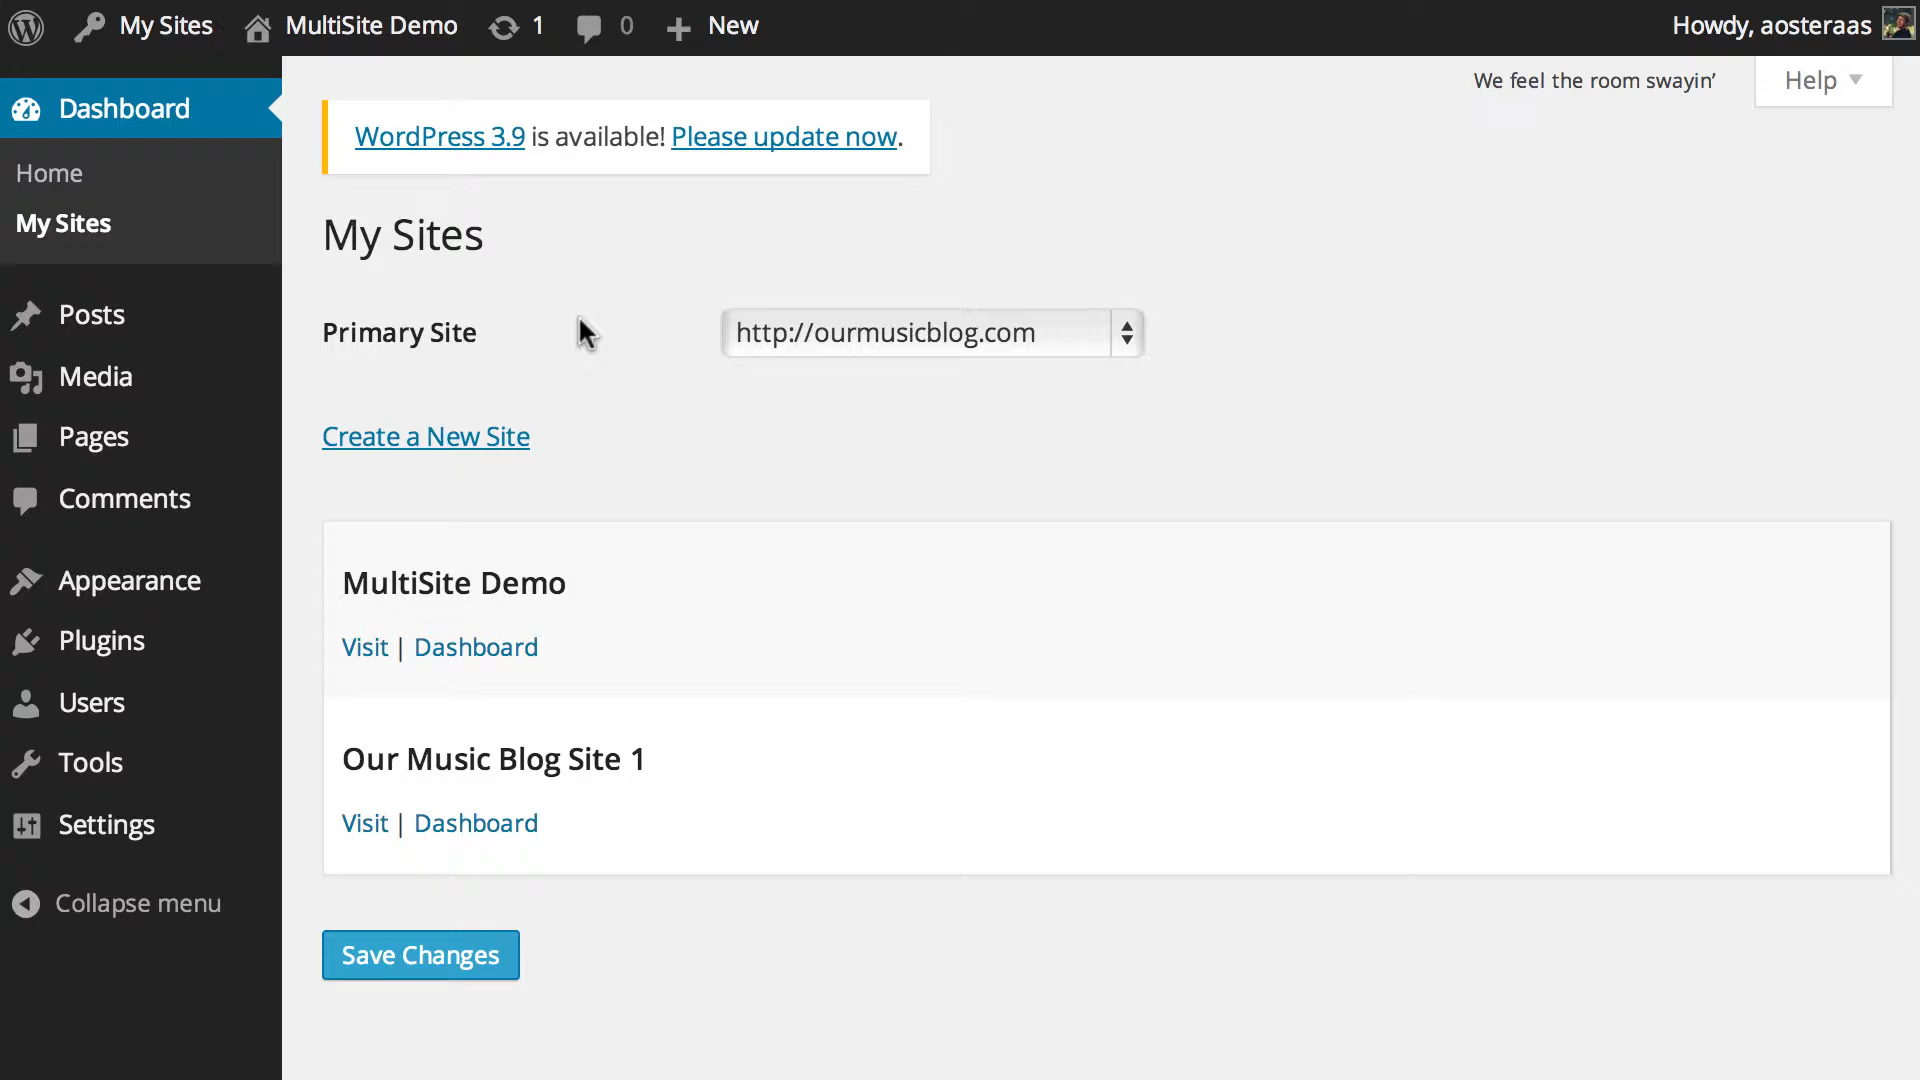 My Sites MultiSite Demo 1 0 New Howdy, aosteraas
We feel the room swayin’ Help
Dashboard
Home
My Sites
Posts
Media
Pages
Comments
Appearance
Plugins
Users
Tools
Settings
Collapse menu
WordPress 3.9 is available! Please update now.
My Sites
Primary Site http://ourmusicblog.com
Create a New Site
MultiSite Demo
Visit | Dashboard
Our Music Blog Site 1
Visit | Dashboard
Save Changes